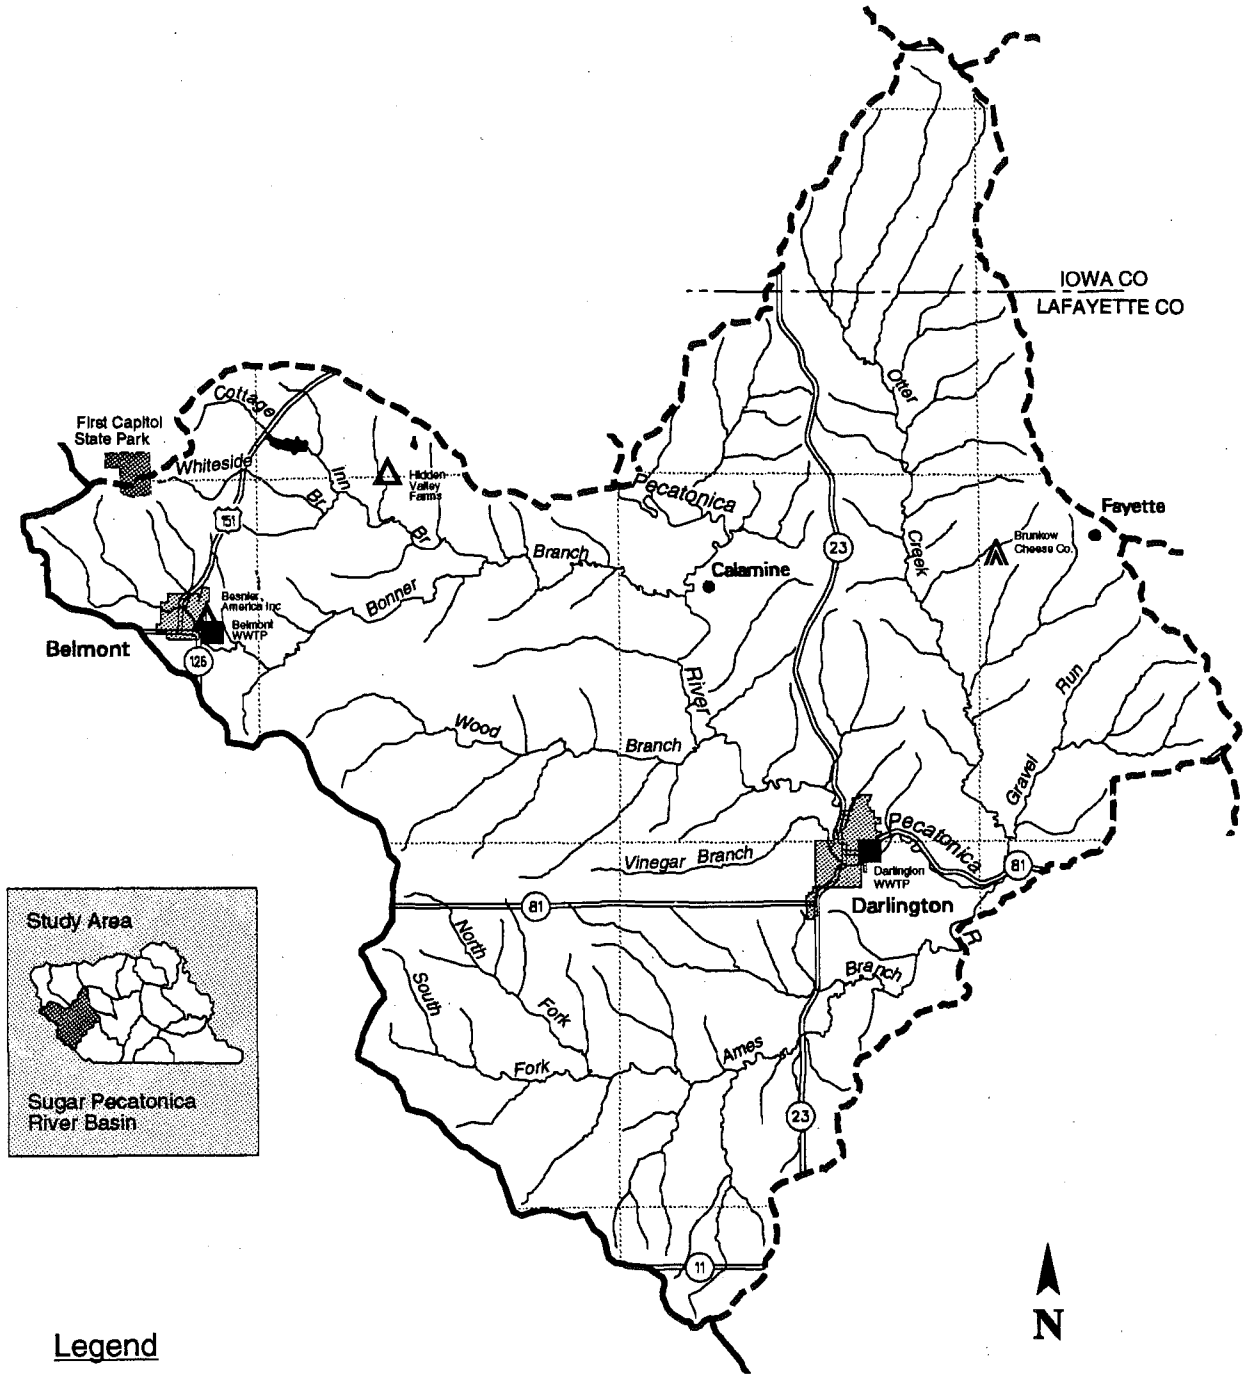 IOWA CO
LAFAYETTE CO
Otter
Cottage
First Capitol
State Park
Whiteside
Inn
Br
Hidden
Valley
Farms
Pecatonica
Fayette
151
Br
Branch
23
Creek
Brunkow
Cheese Co.
Calamine
Besnier
America Inc
Bonner
Belmont
WWTP
Belmont
126
River
Run
Wood
Branch
Gravel
Pecatonica
Vinegar Branch
81
Darlington
WWTP
81
Darlington
Study Area
North
R
Branch
South
Fork
Ames
Fork
Sugar Pecatonica
River Basin
23
11
N
Legend